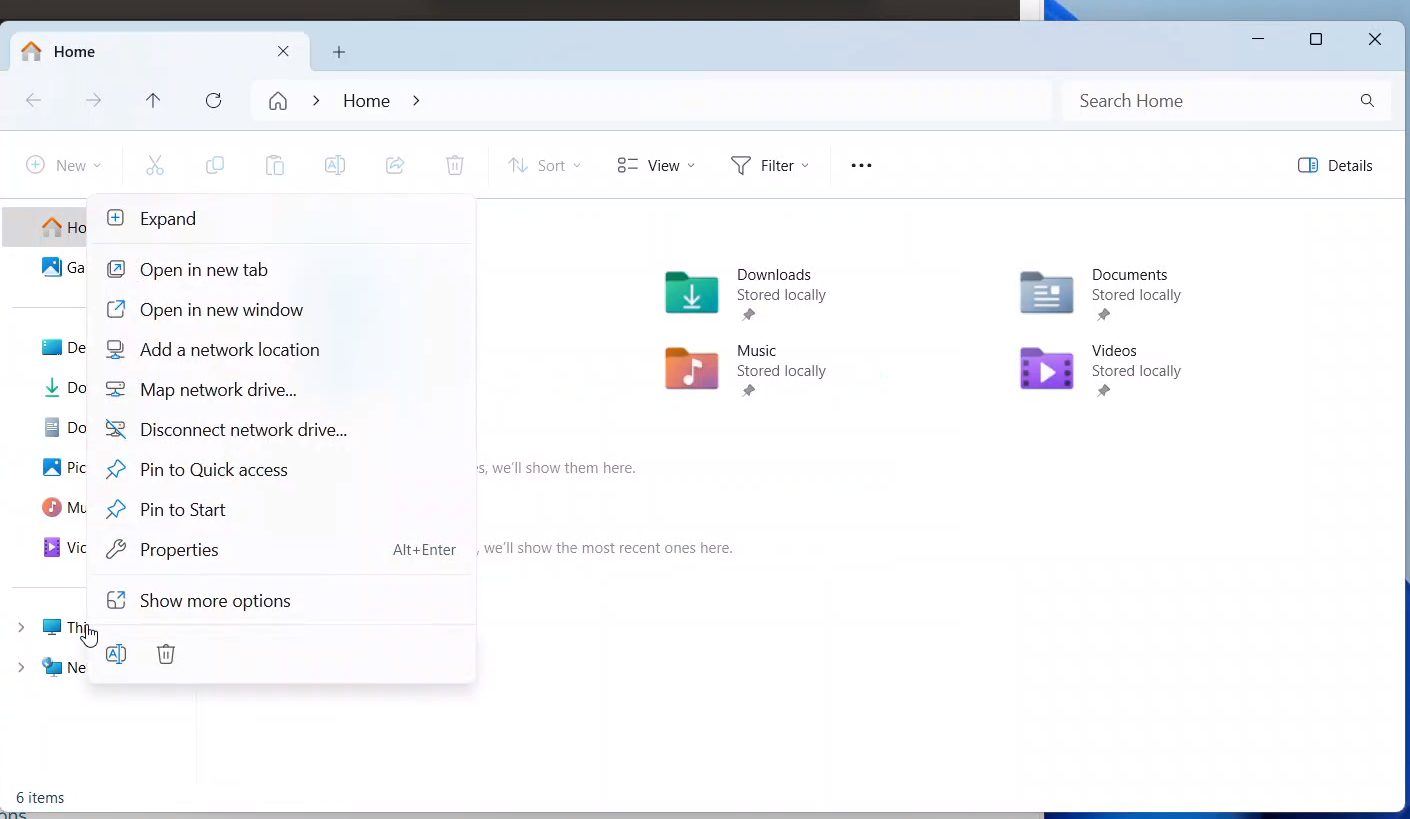 Home
Home
Search Home
New
Sort
View
Filter
Details
Ho
Ga
De
Do
Do
Pic
Mu
Vic
Thi
Ne
Expand
Open in new tab
Open in new window
Add a network location
Map network drive...
Disconnect network drive...
Pin to Quick access
Pin to Start
Properties Alt+Enter
Show more options
Downloads
Stored locally
Documents
Stored locally
Music
Stored locally
Videos
Stored locally
s, we'll show them here.
, we'll show the most recent ones here.
6 items
ons